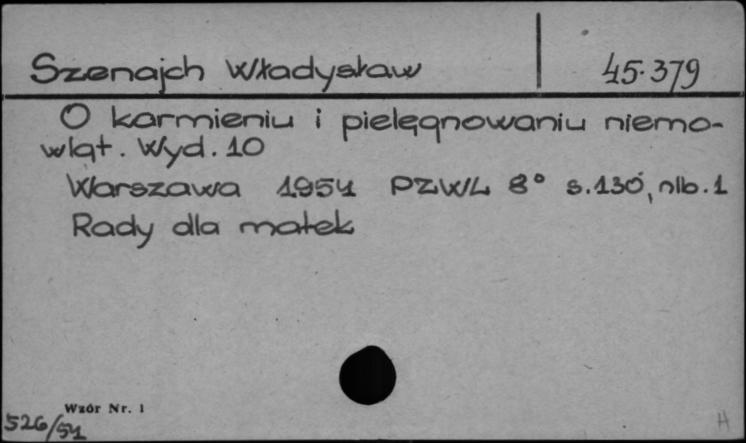 Szenajch Władysław 45.379
O karmieniu i pielęgnowaniu niemo-
wląt. Wyd. 10
Warszawa 1954 PZWL 8° s.130, nlb. 1
Rady dla matek
Wzór Nr. 1
526/54
H